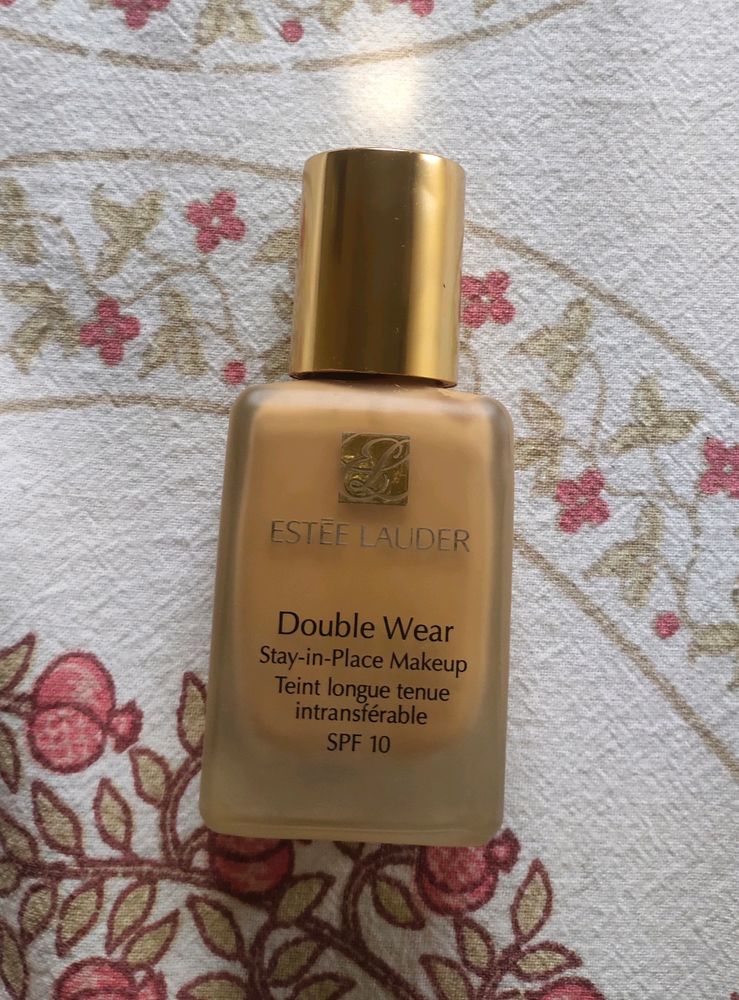 ESTĒE LAUDER
Double Wear
Stay-in-Place Makeup
Teint longue tenue
intransférable
SPF 10